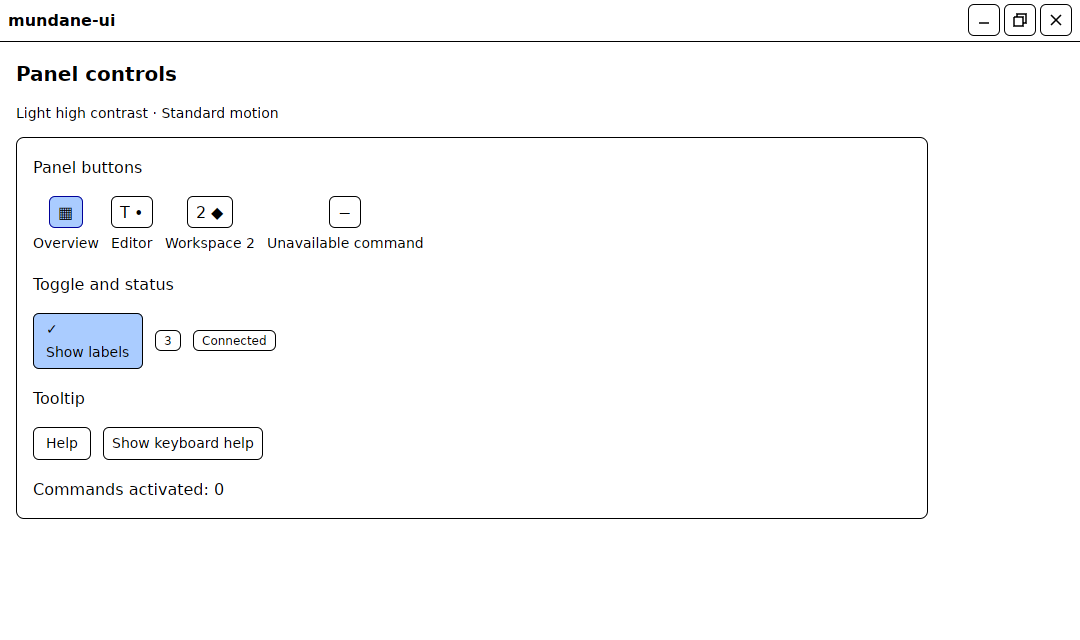 mundane-ui
Panel controls
Light high contrast · Standard motion
Panel buttons
▦ T • 2 ◆ –
Overview Editor Workspace 2 Unavailable command
Toggle and status
✓
Show labels 3 Connected
Tooltip
Help Show keyboard help
Commands activated: 0